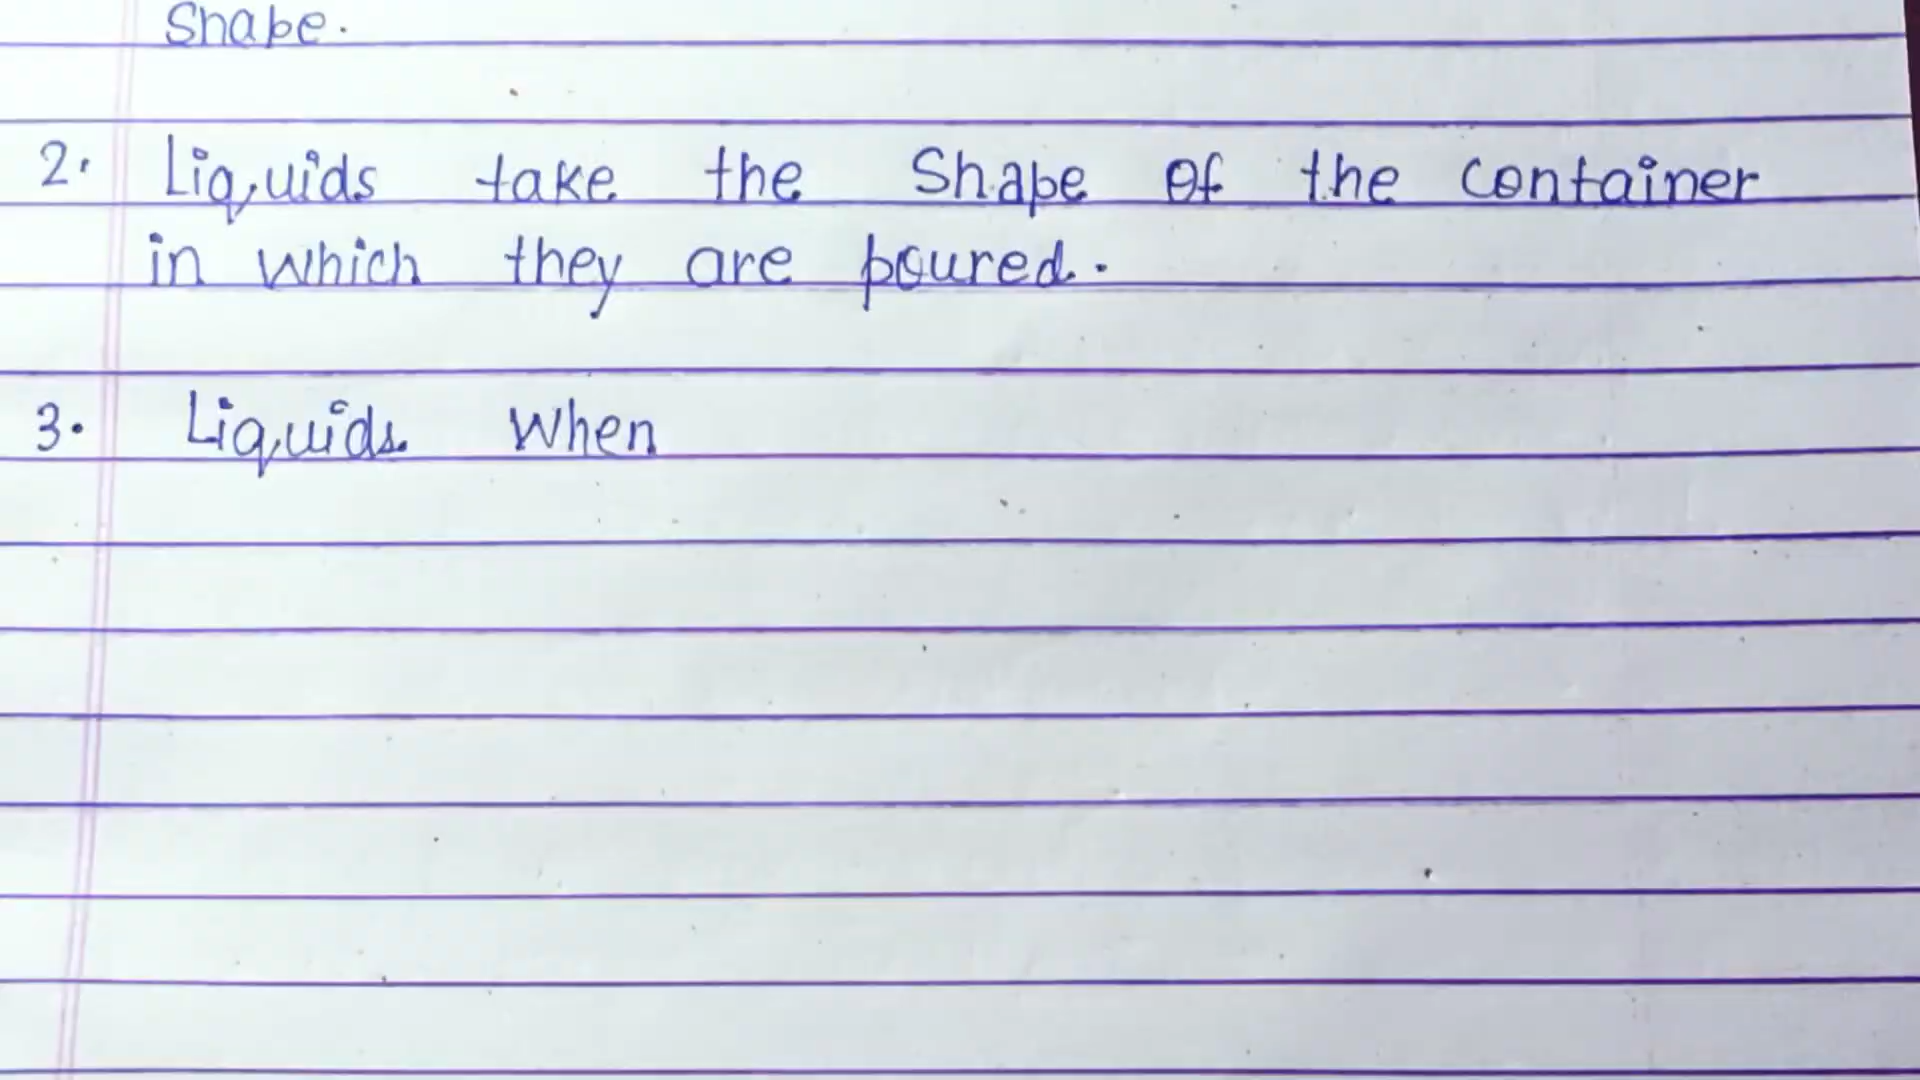 Shape.
2. Liquids take the Shape of the container
in which they are poured.
3. Liquids when